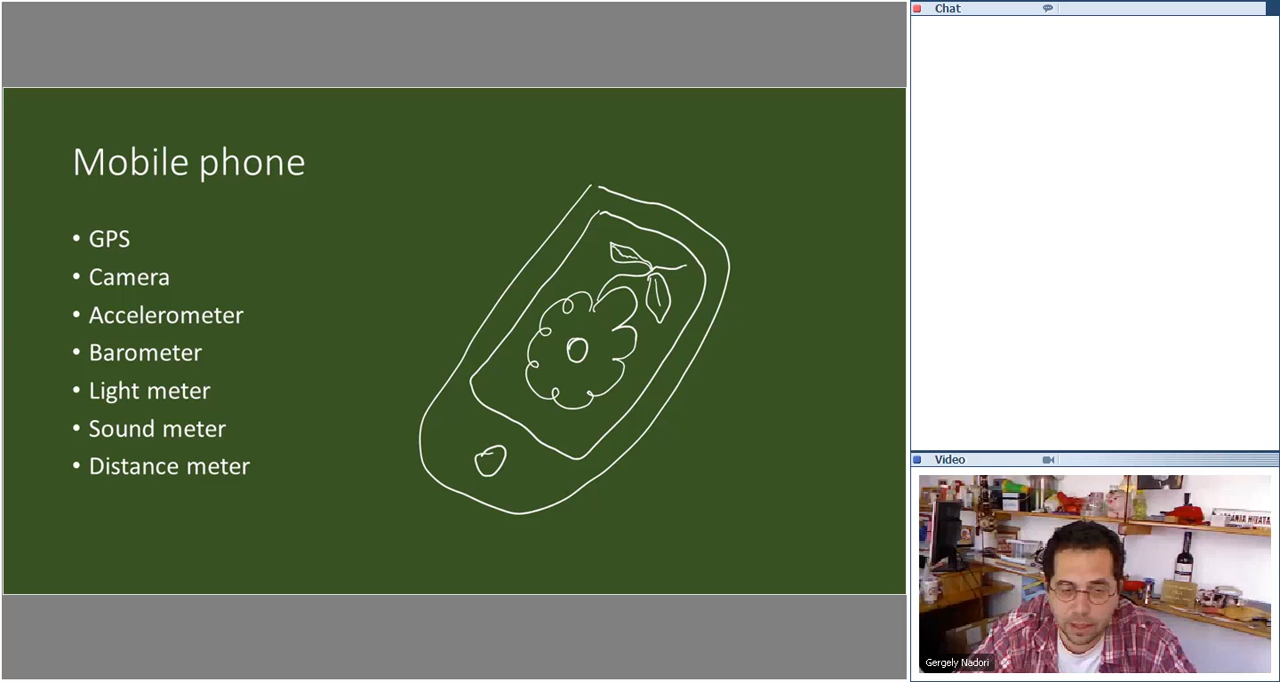 Chat
Mobile phone
• GPS
• Camera
• Accelerometer
• Barometer
• Light meter
• Sound meter
• Distance meter
Video
Gergely Nadori